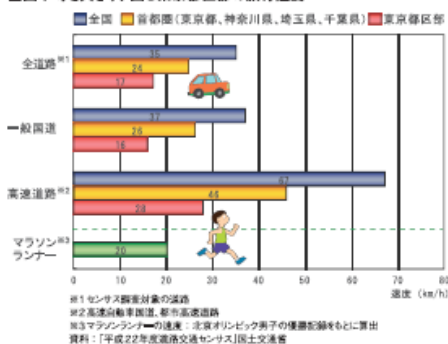 ■全国 ■首都圏(東京都、神奈川県、埼玉県、千葉県) ■東京都区部
全道路※1
35
24
17
一般国道
37
26
16
高速道路※2
67
46
28
マラソン※3
ランナー
20
0 10 20 30 40 50 60 70 80
速度 (km/h)
※1 センサス調査対象の道路
※2 高速自動車国道、都市高速道路
※3 マラソンランナーの速度:北京オリンピック男子の優勝記録をもとに算出
資料:「平成22年度道路交通センサス」国土交通省